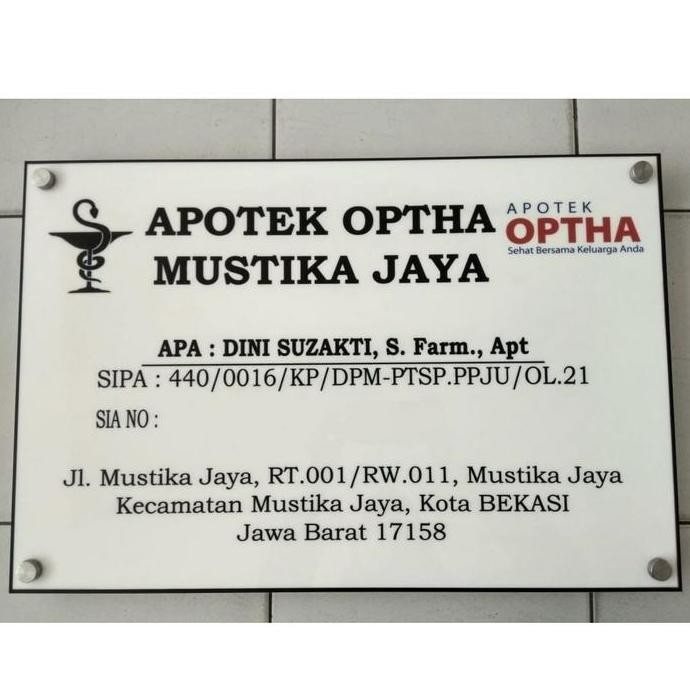 APOTEK OPTHA
MUSTIKA JAYA
APOTEK
OPTHA
Sehat Bersama Keluarga Anda
APA : DINI SUZAKTI, S. Farm., Apt
SIPA : 440/0016/KP/DPM-PTSP.PPJU/OL.21
SIA NO :
Jl. Mustika Jaya, RT.001/RW.011, Mustika Jaya
Kecamatan Mustika Jaya, Kota BEKASI
Jawa Barat 17158